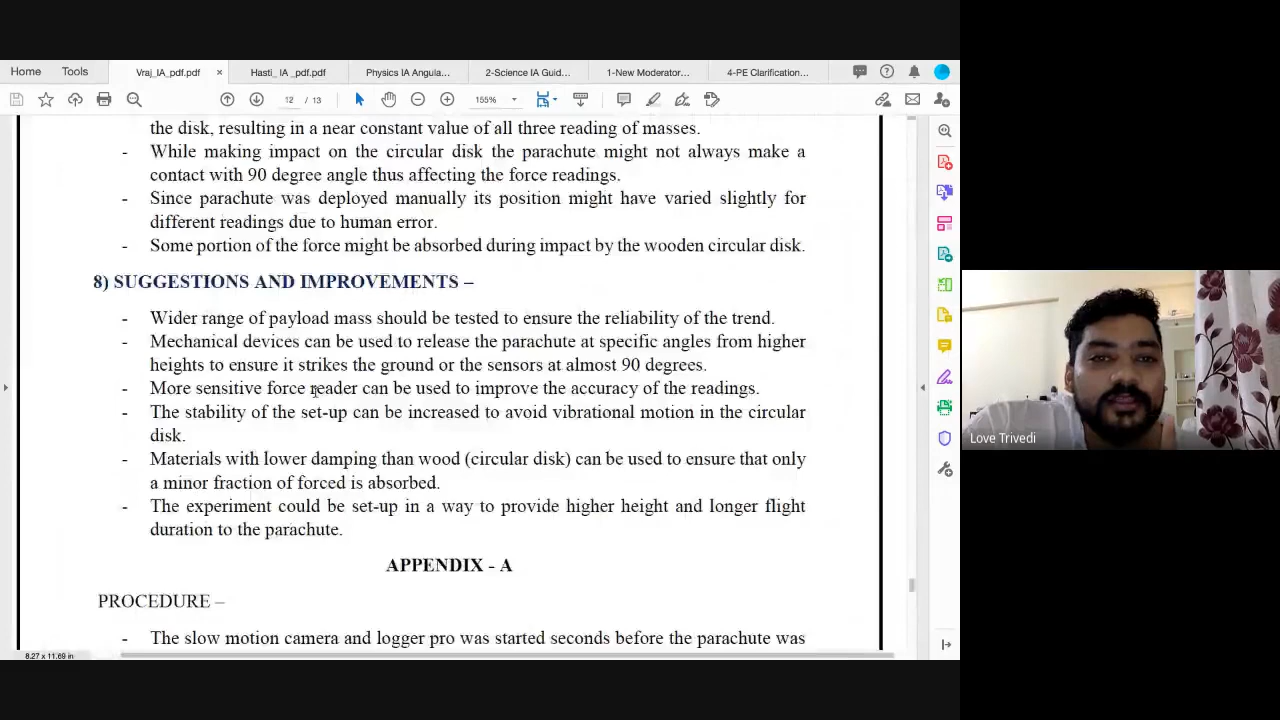 Home Tools Vraj_IA_pdf.pdf × Hasti_ IA _pdf.pdf Physics IA Angula... 2-Science IA Guid... 1-New Moderator... 4-PE Clarification...
12 / 13 155%
the disk, resulting in a near constant value of all three reading of masses.
- While making impact on the circular disk the parachute might not always make a
contact with 90 degree angle thus affecting the force readings.
- Since parachute was deployed manually its position might have varied slightly for
different readings due to human error.
- Some portion of the force might be absorbed during impact by the wooden circular disk.
8) SUGGESTIONS AND IMPROVEMENTS –
- Wider range of payload mass should be tested to ensure the reliability of the trend.
- Mechanical devices can be used to release the parachute at specific angles from higher
heights to ensure it strikes the ground or the sensors at almost 90 degrees.
- More sensitive force reader can be used to improve the accuracy of the readings.
- The stability of the set-up can be increased to avoid vibrational motion in the circular
disk.
- Materials with lower damping than wood (circular disk) can be used to ensure that only
a minor fraction of forced is absorbed.
- The experiment could be set-up in a way to provide higher height and longer flight
duration to the parachute.
APPENDIX - A
PROCEDURE –
- The slow motion camera and logger pro was started seconds before the parachute was
8.27 x 11.69 in
Love Trivedi